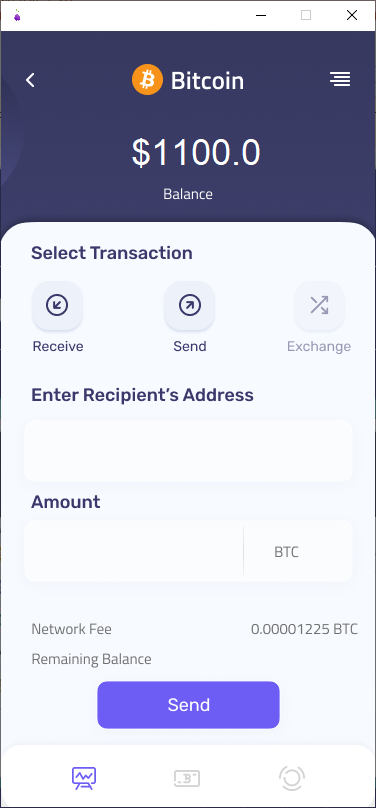 Bitcoin
$1100.0
Balance
Select Transaction
Receive Send Exchange
Enter Recipient’s Address
Amount
BTC
Network Fee 0.00001225 BTC
Remaining Balance
Send